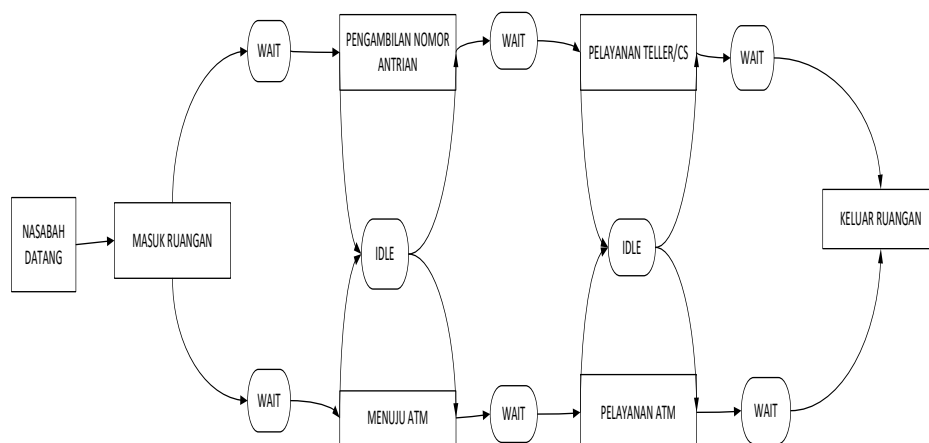 WAIT
PENGAMBILAN NOMOR
ANTRIAN
WAIT
PELAYANAN TELLER/CS
WAIT
NASABAH
DATANG
MASUK RUANGAN
IDLE
IDLE
KELUAR RUANGAN
WAIT
MENUJU ATM
WAIT
PELAYANAN ATM
WAIT